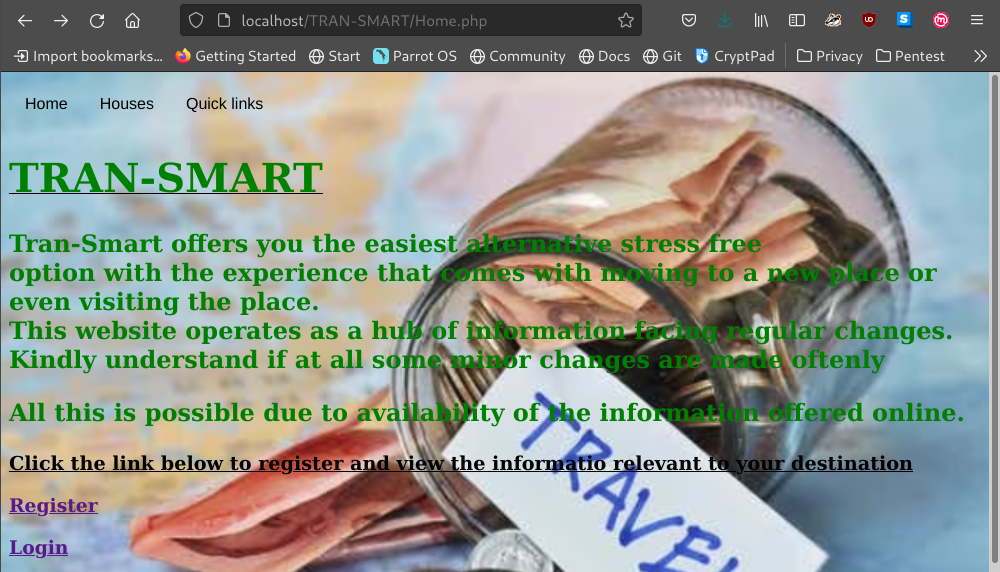 localhost/TRAN-SMART/Home.php
Import bookmarks... Getting Started Start Parrot OS Community Docs Git CryptPad Privacy Pentest
Home Houses Quick links
TRAN-SMART
Tran-Smart offers you the easiest alternative stress free
option with the experience that comes with moving to a new place or
even visiting the place.
This website operates as a hub of information facing regular changes.
Kindly understand if at all some minor changes are made oftenly
All this is possible due to availability of the information offered online.
Click the link below to register and view the informatio relevant to your destination
Register
Login
TRAVEL